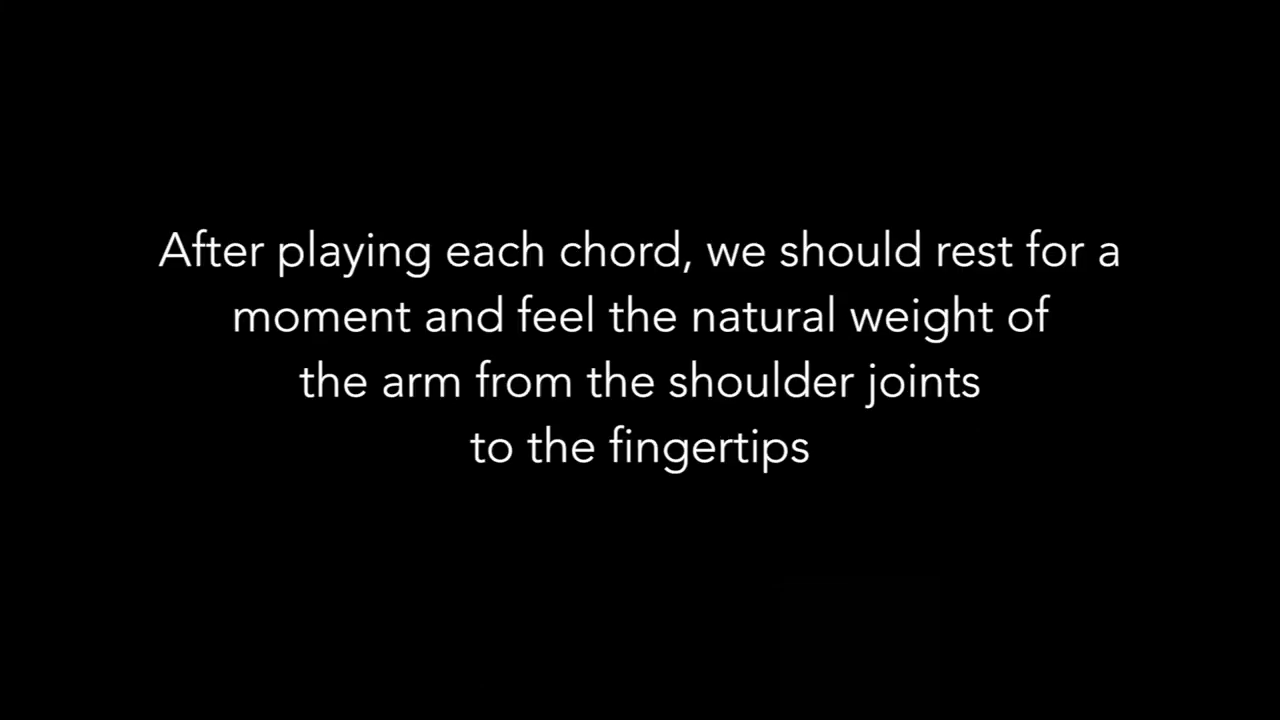 After playing each chord, we should rest for a
moment and feel the natural weight of
the arm from the shoulder joints
to the fingertips